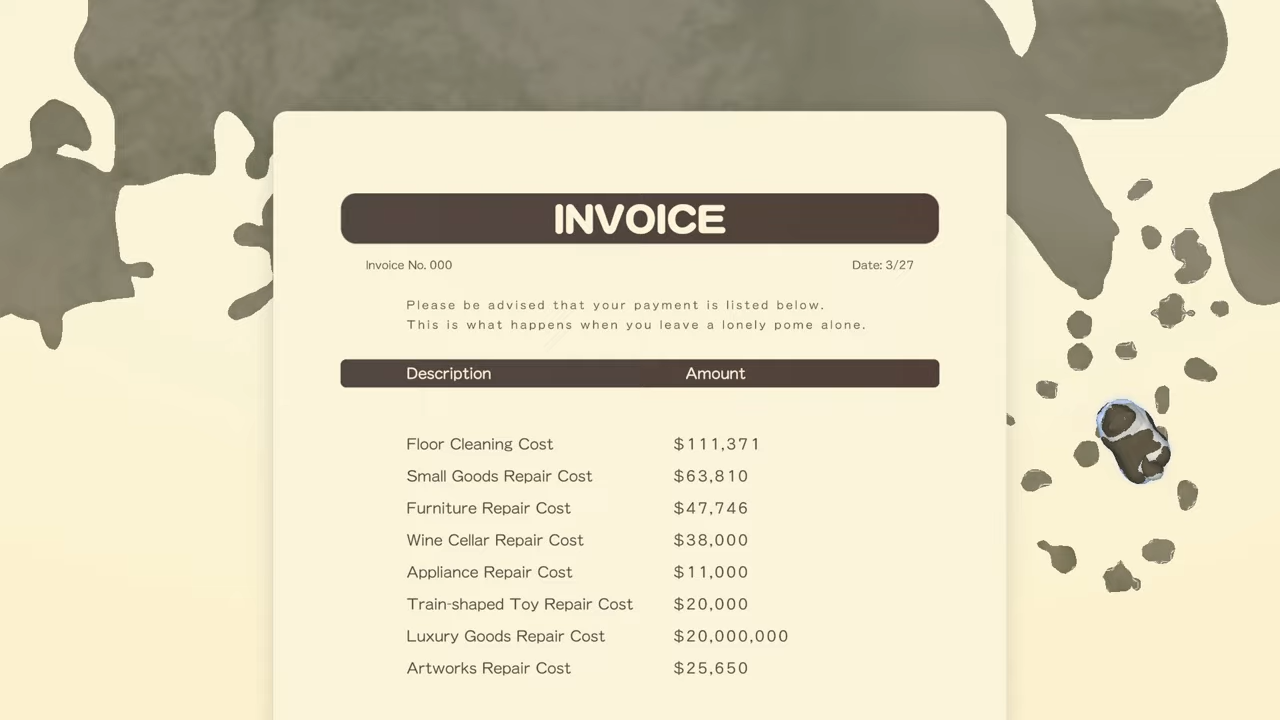 INVOICE
Invoice No. 000 Date: 3/27
Please be advised that your payment is listed below.
This is what happens when you leave a lonely pome alone.
Description Amount
Floor Cleaning Cost $111,371
Small Goods Repair Cost $63,810
Furniture Repair Cost $47,746
Wine Cellar Repair Cost $38,000
Appliance Repair Cost $11,000
Train-shaped Toy Repair Cost $20,000
Luxury Goods Repair Cost $20,000,000
Artworks Repair Cost $25,650